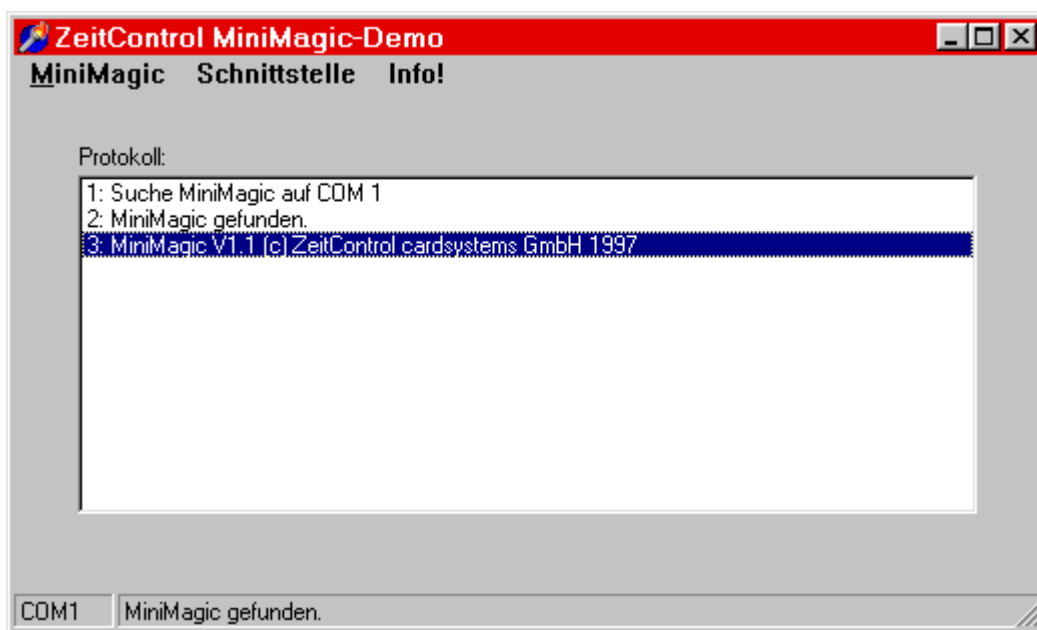 ZeitControl MiniMagic-Demo
MiniMagic Schnittstelle Info!
Protokoll:
1: Suche MiniMagic auf COM 1
2: MiniMagic gefunden.
3: MiniMagic V1.1 (c) ZeitControl cardsystems GmbH 1997
COM1 MiniMagic gefunden.